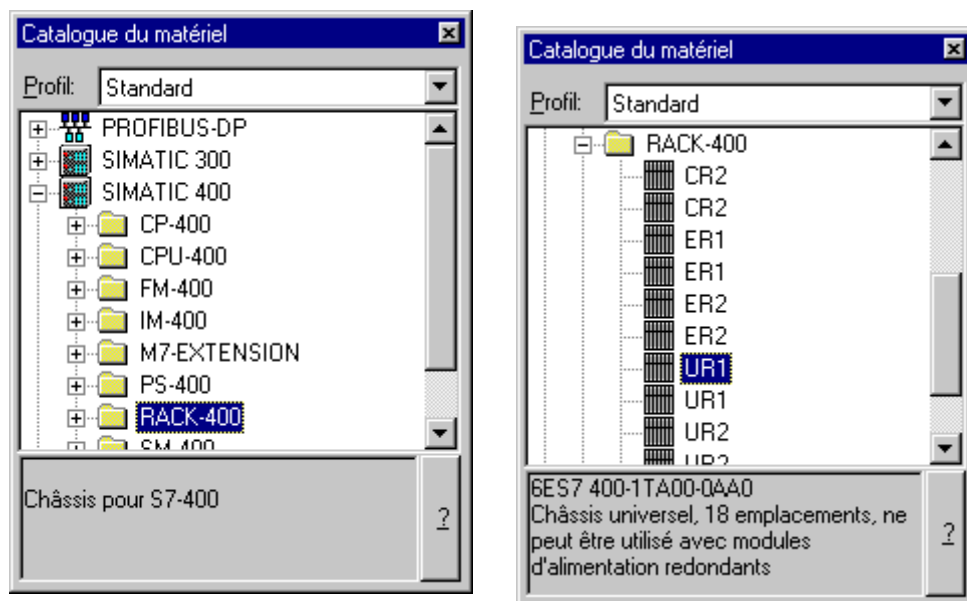 Catalogue du matériel
Profil:
Standard
PROFIBUS-DP
SIMATIC 300
SIMATIC 400
CP-400
CPU-400
FM-400
IM-400
M7-EXTENSION
PS-400
RACK-400
SM-400
Châssis pour S7-400
?
Catalogue du matériel
Profil:
Standard
RACK-400
CR2
CR2
ER1
ER1
ER2
ER2
UR1
UR1
UR2
UR2
6ES7 400-1TA00-0AA0
Châssis universel, 18 emplacements, ne
peut être utilisé avec modules
d'alimentation redondants
?